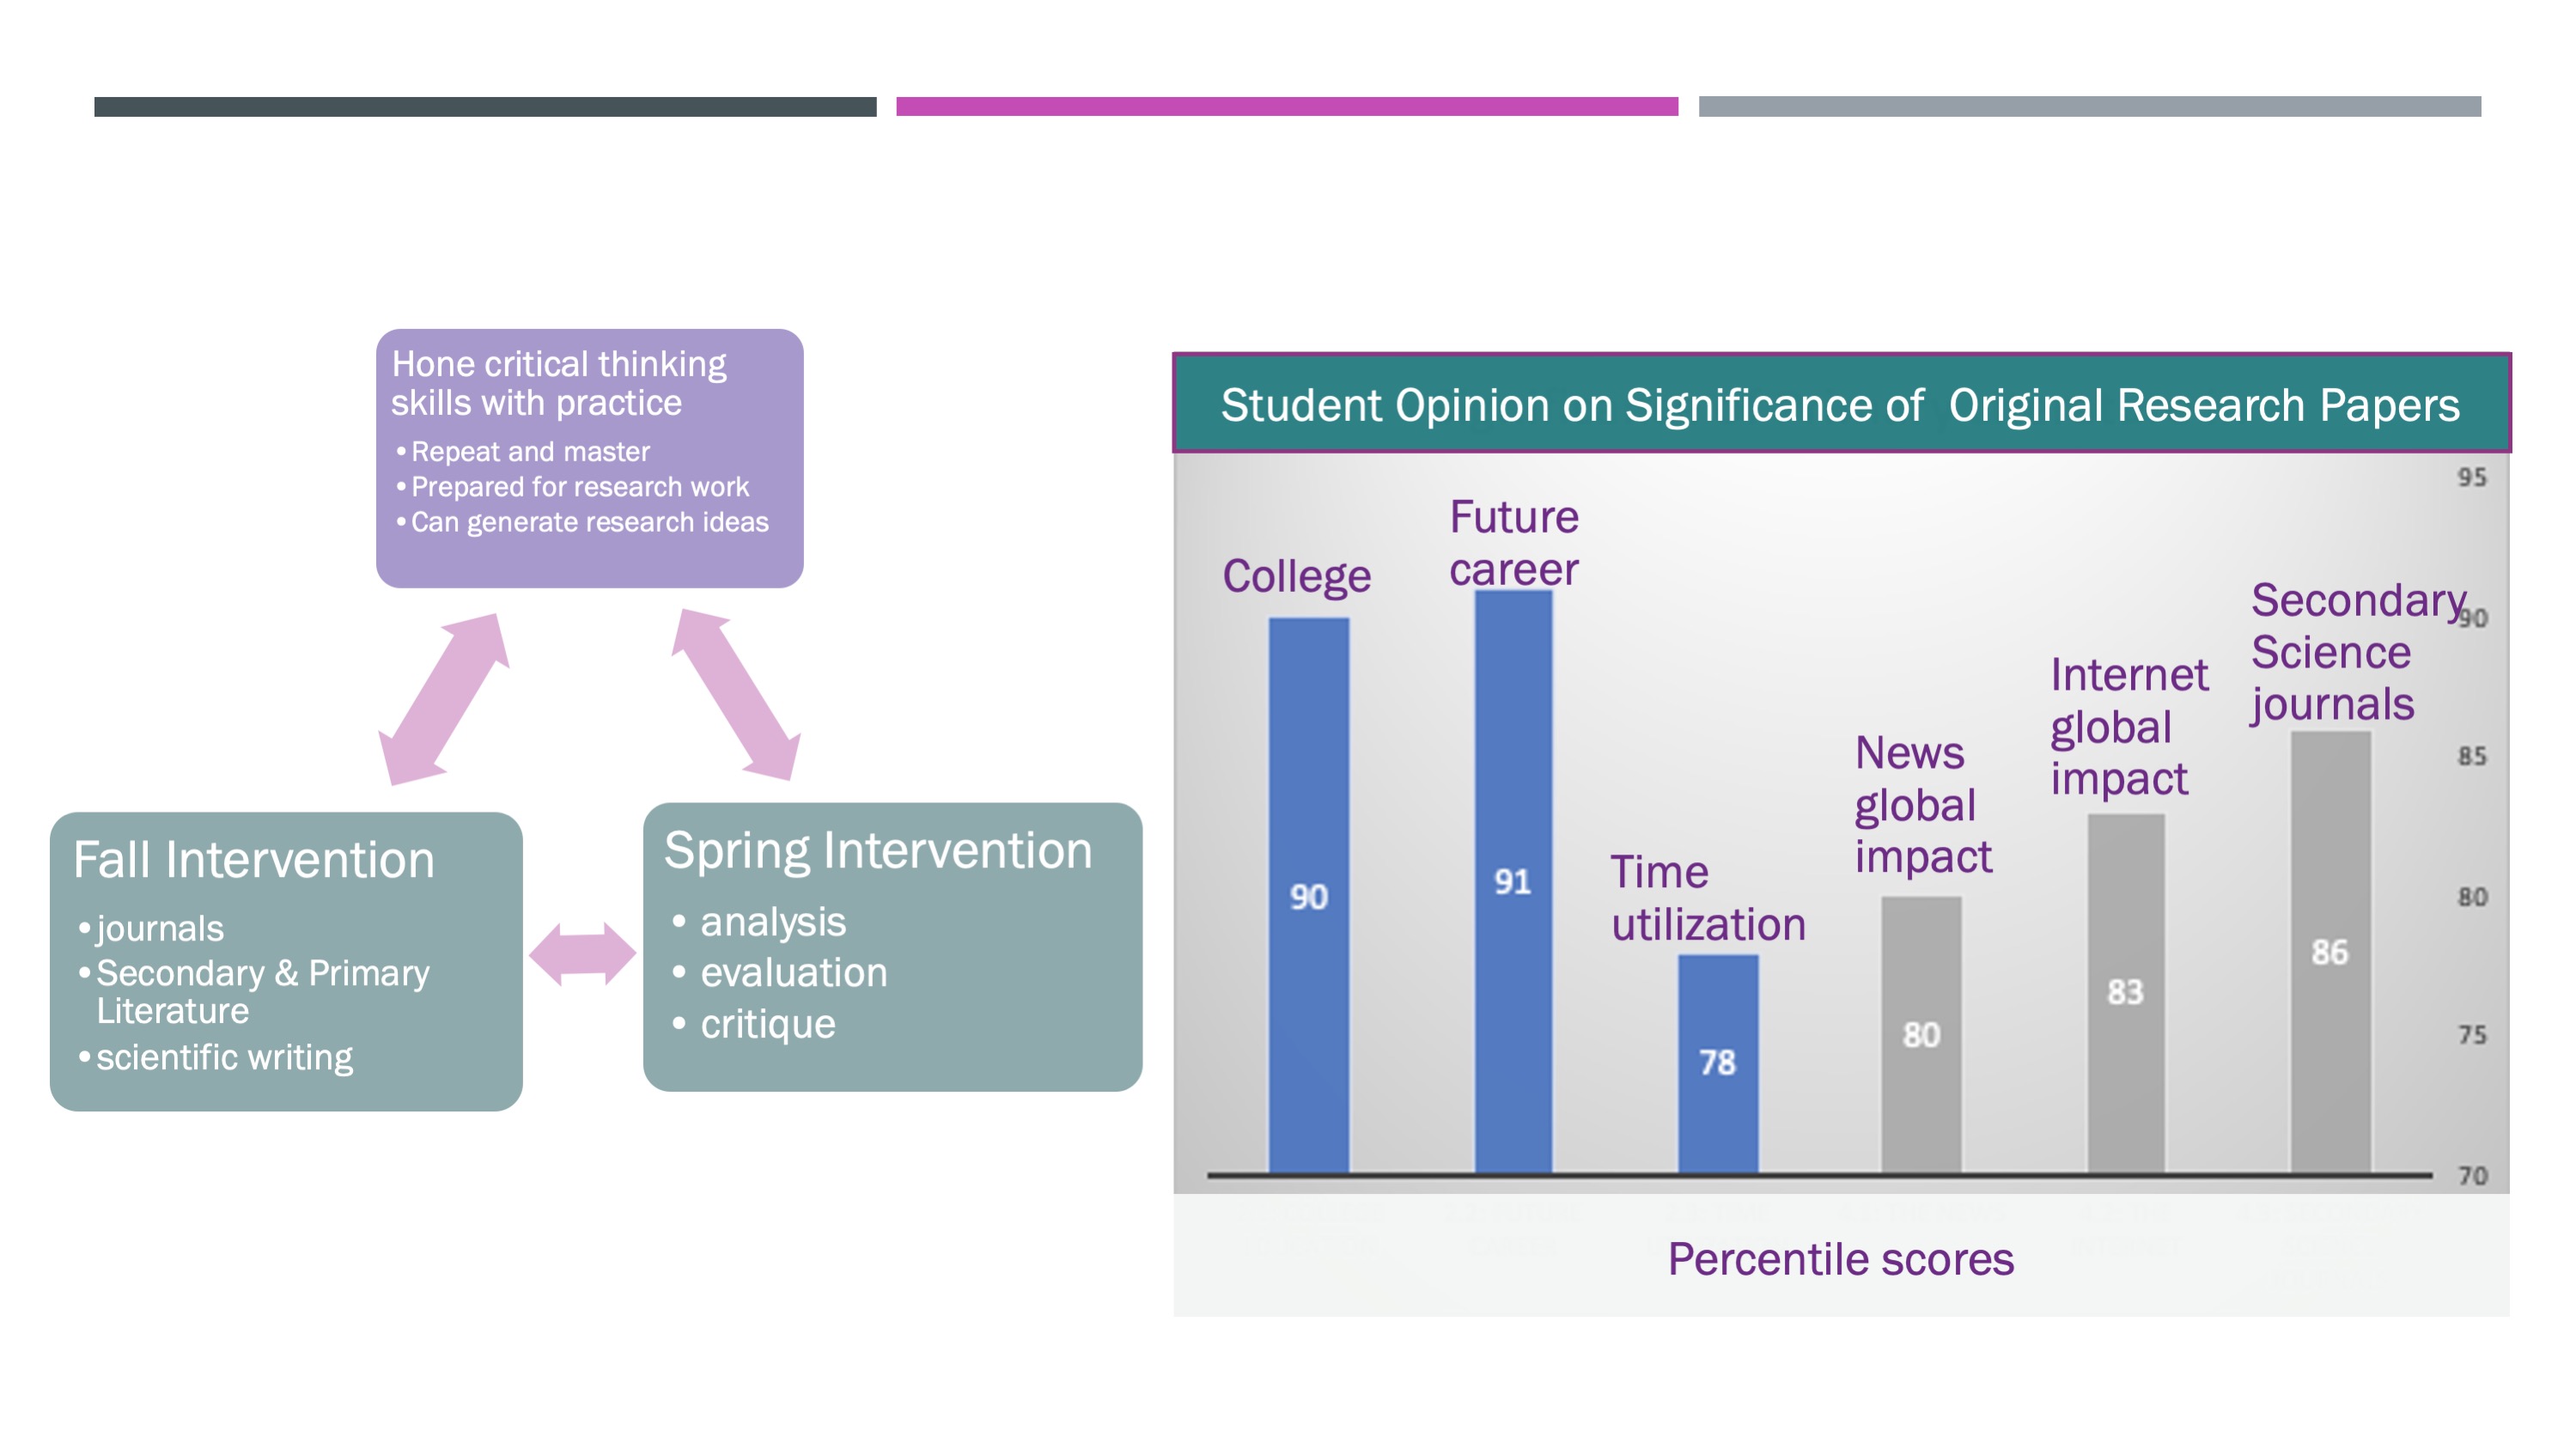 Hone critical thinking
skills with practice
•Repeat and master
•Prepared for research work
•Can generate research ideas
Fall Intervention
•journals
•Secondary & Primary
Literature
•scientific writing
Spring Intervention
• analysis
• evaluation
• critique
Student Opinion on Significance of  Original Research Papers
College
Future
career
Time
utilization
News
global
impact
Internet
global
impact
Secondary
Science
journals
90
91
78
80
83
86
95
90
85
80
75
70
Percentile scores